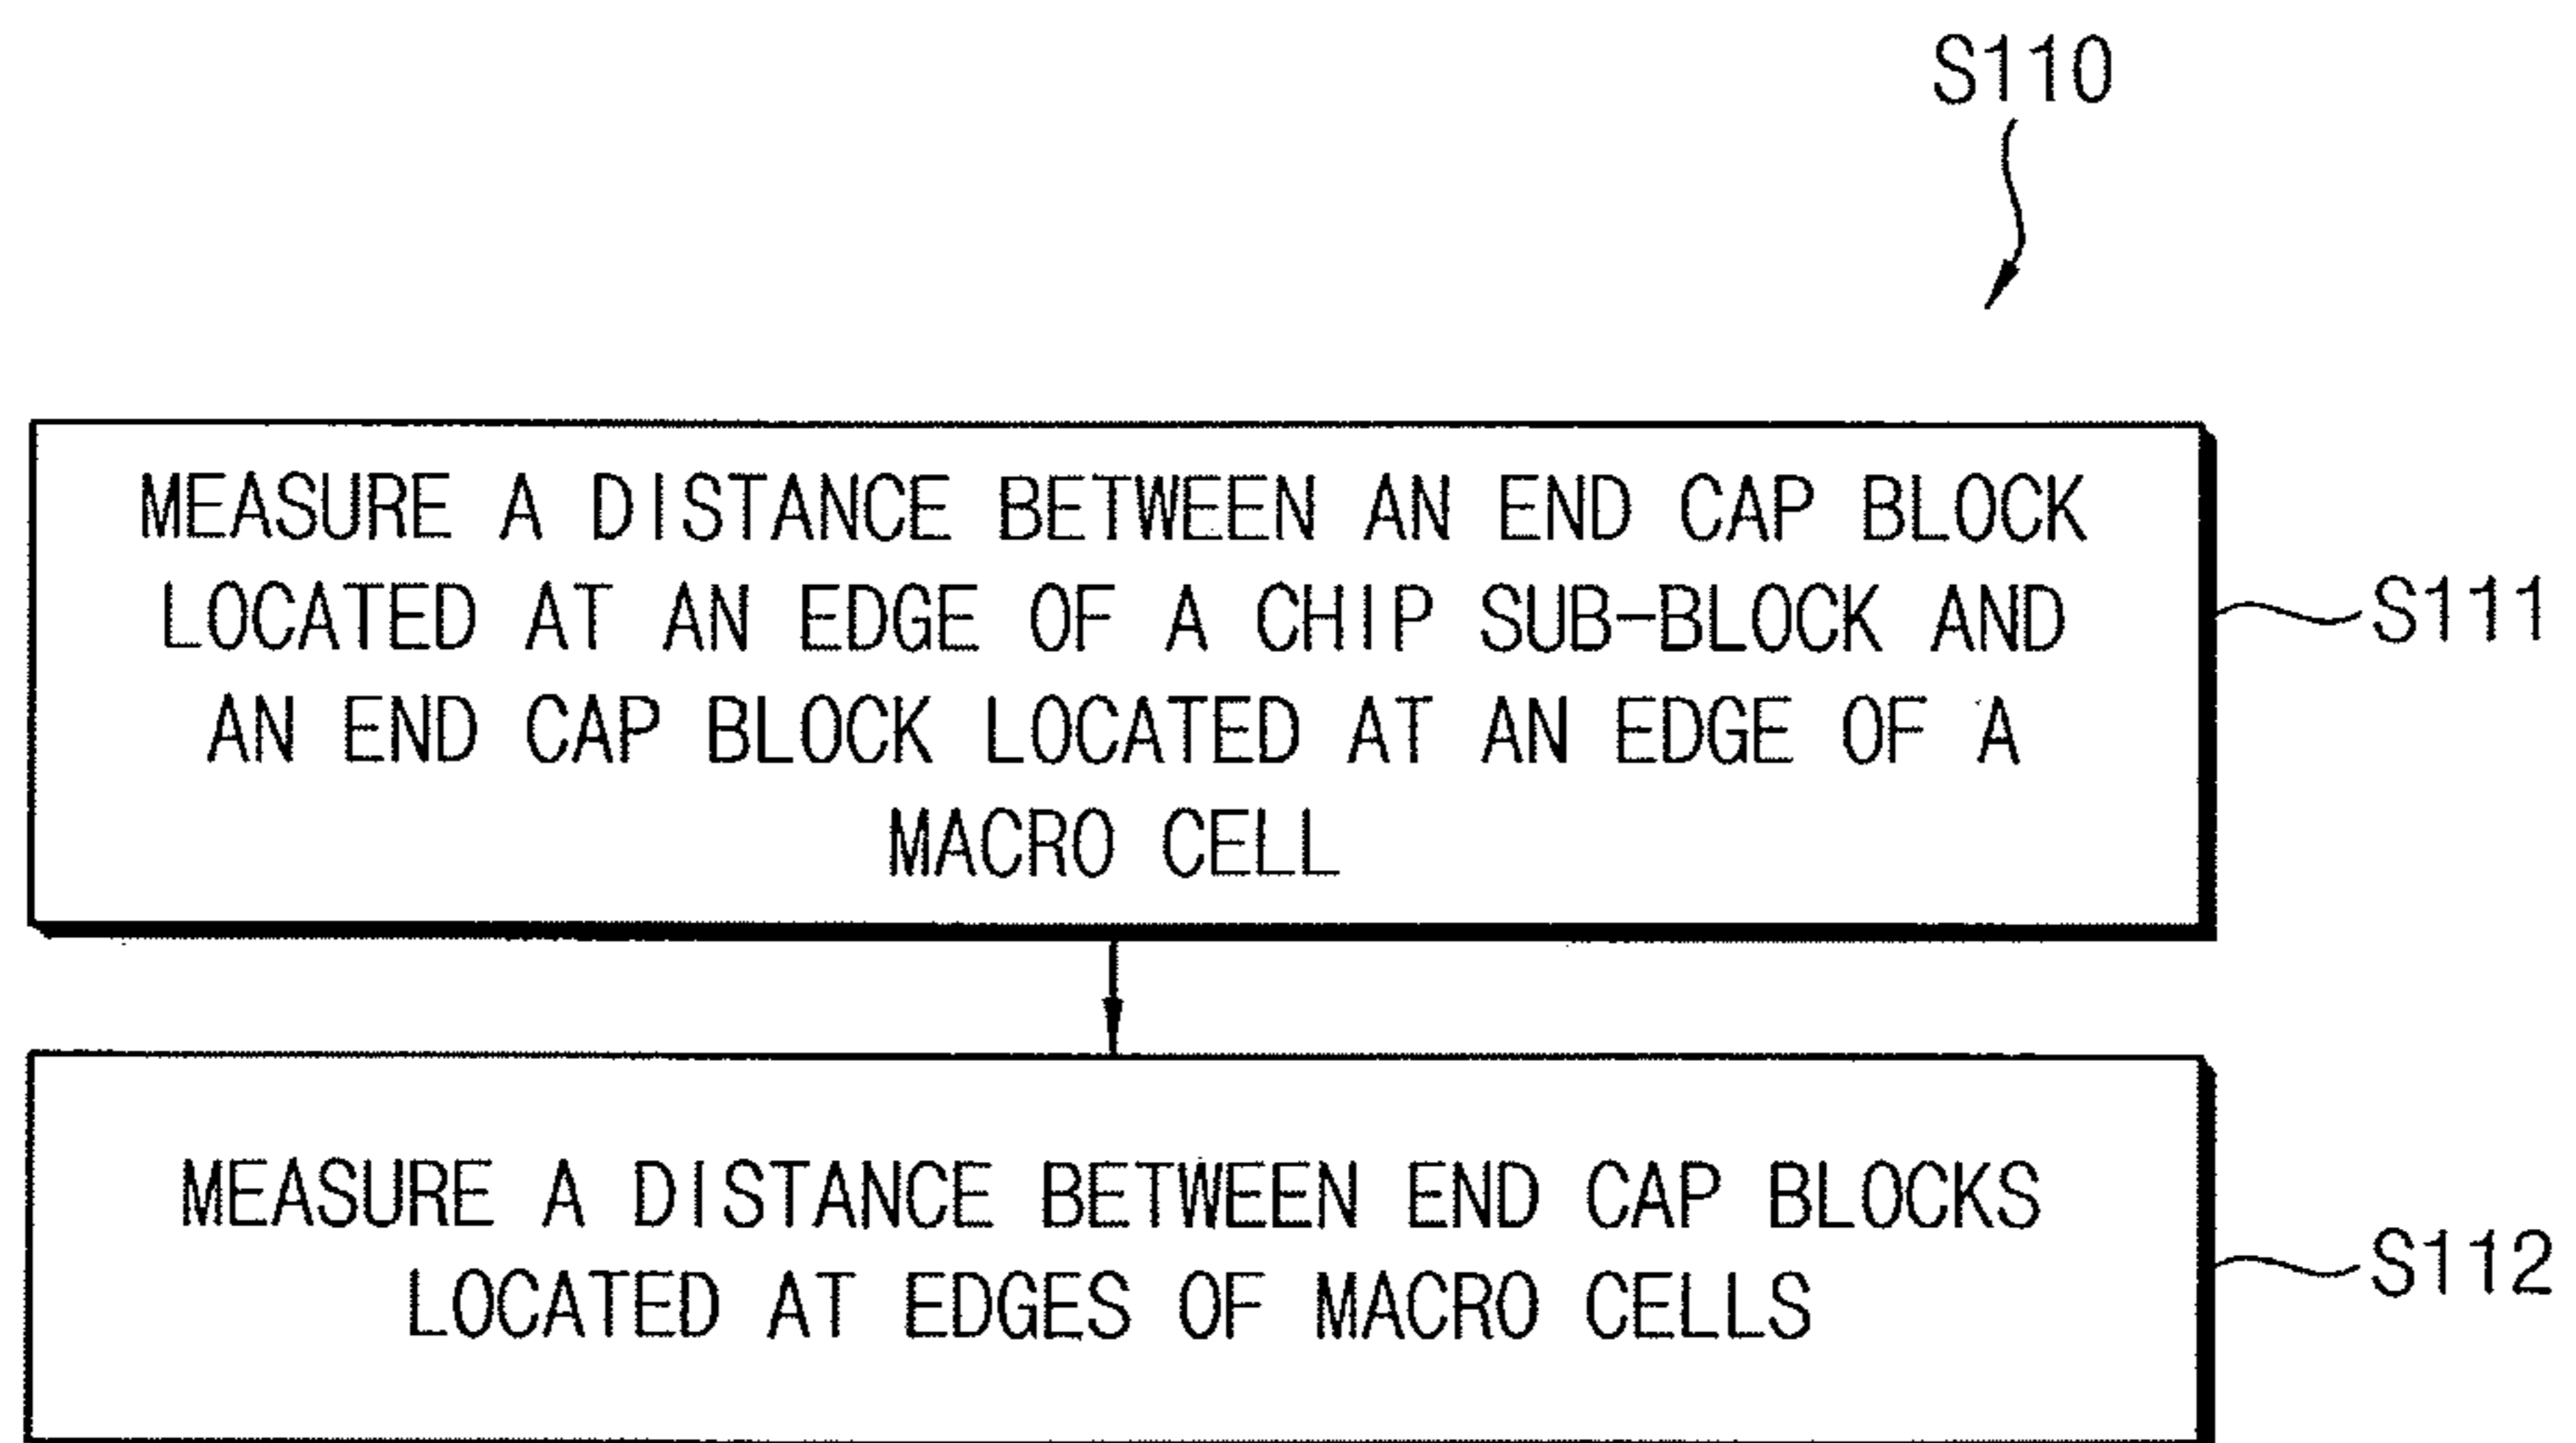 S110
MEASURE A DISTANCE BETWEEN AN END CAP BLOCK
LOCATED AT AN EDGE OF A CHIP SUB-BLOCK AND
AN END CAP BLOCK LOCATED AT AN EDGE OF A
MACRO CELL
S111
MEASURE A DISTANCE BETWEEN END CAP BLOCKS
LOCATED AT EDGES OF MACRO CELLS
S112